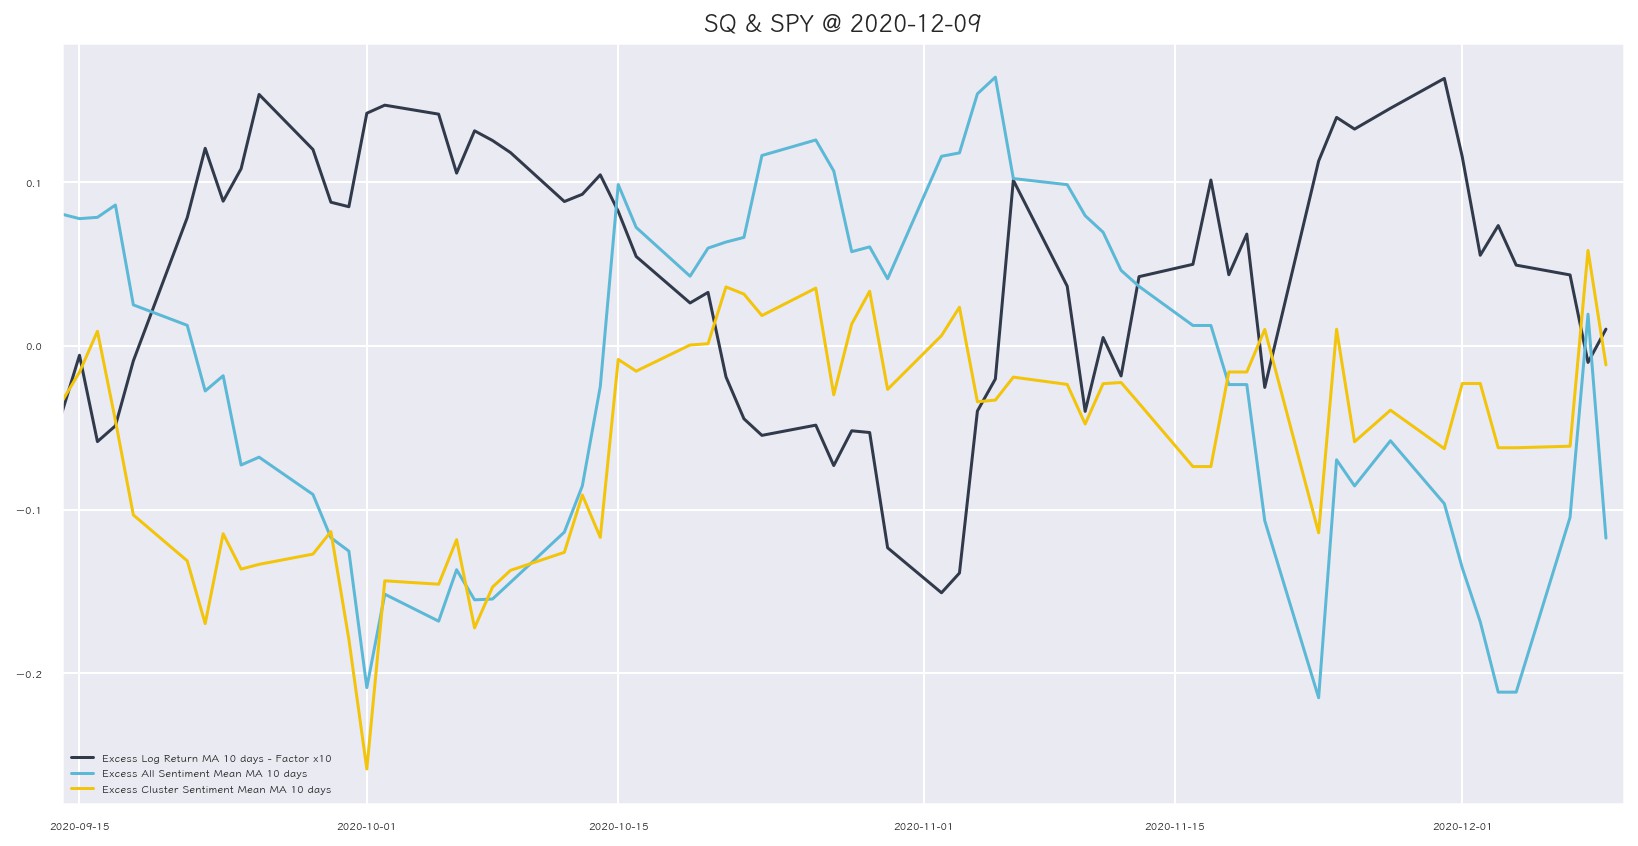 SQ & SPY @ 2020-12-09
0.1
0.0
−0.1
−0.2
Excess Log Return MA 10 days - Factor x10
Excess All Sentiment Mean MA 10 days
Excess Cluster Sentiment Mean MA 10 days
2020-09-15 2020-10-01 2020-10-15 2020-11-01 2020-11-15 2020-12-01